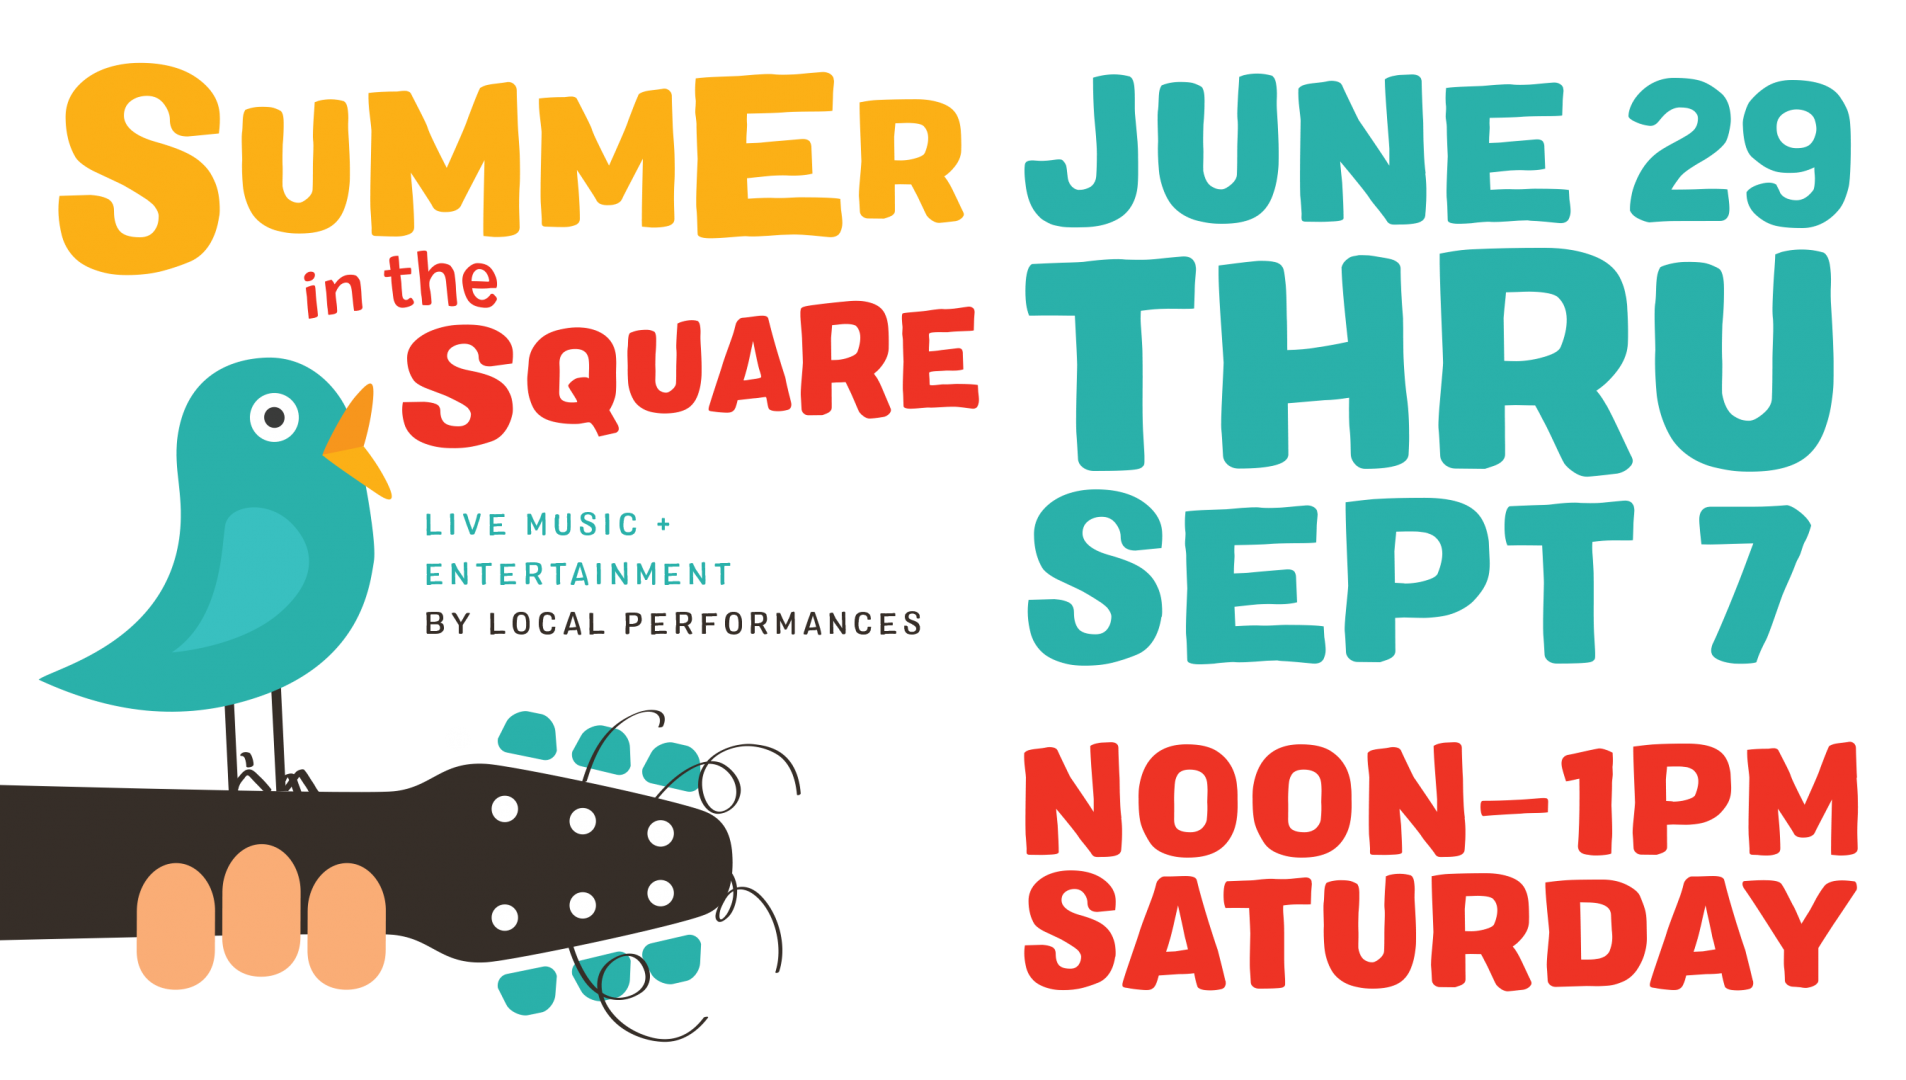 SUMMER
in the
SQUARE
LIVE MUSIC +
ENTERTAINMENT
BY LOCAL PERFORMANCES
JUNE 29
THRU
SEPT 7
NOON–1PM
SATURDAY